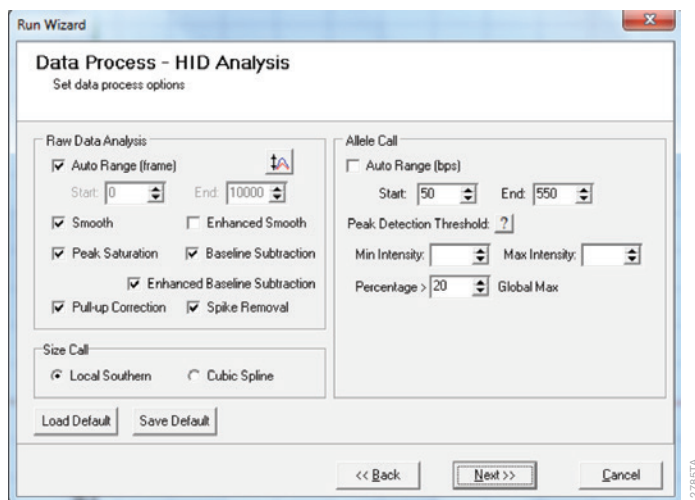 Run Wizard
Data Process - HID Analysis
Set data process options
Raw Data Analysis
Auto Range (frame)
Start: 0 End: 10000
Smooth Enhanced Smooth
Peak Saturation Baseline Subtraction
Enhanced Baseline Subtraction
Pull-up Correction Spike Removal
Size Call
Local Southern Cubic Spline
Load Default Save Default
Allele Call
Auto Range (bps)
Start: 50 End: 550
Peak Detection Threshold: ?
Min Intensity: Max Intensity:
Percentage > 20 Global Max
<< Back Next >> Cancel